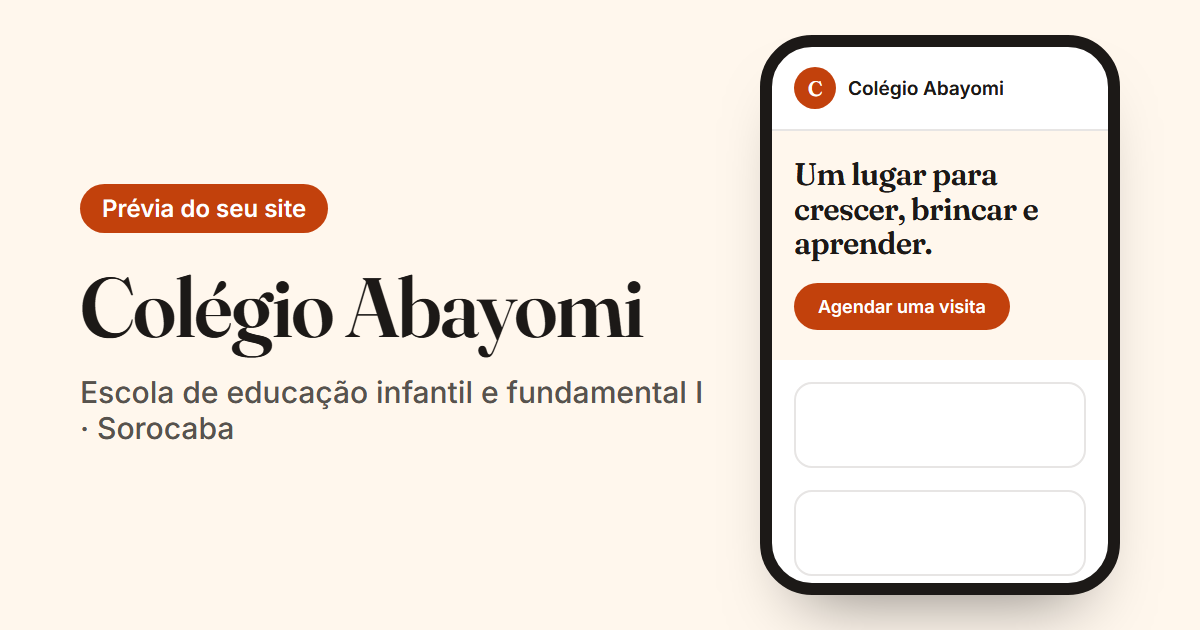 Prévia do seu site
Colégio Abayomi
Escola de educação infantil e fundamental I
· Sorocaba
C
Colégio Abayomi
Um lugar para
crescer, brincar e
aprender.
Agendar uma visita